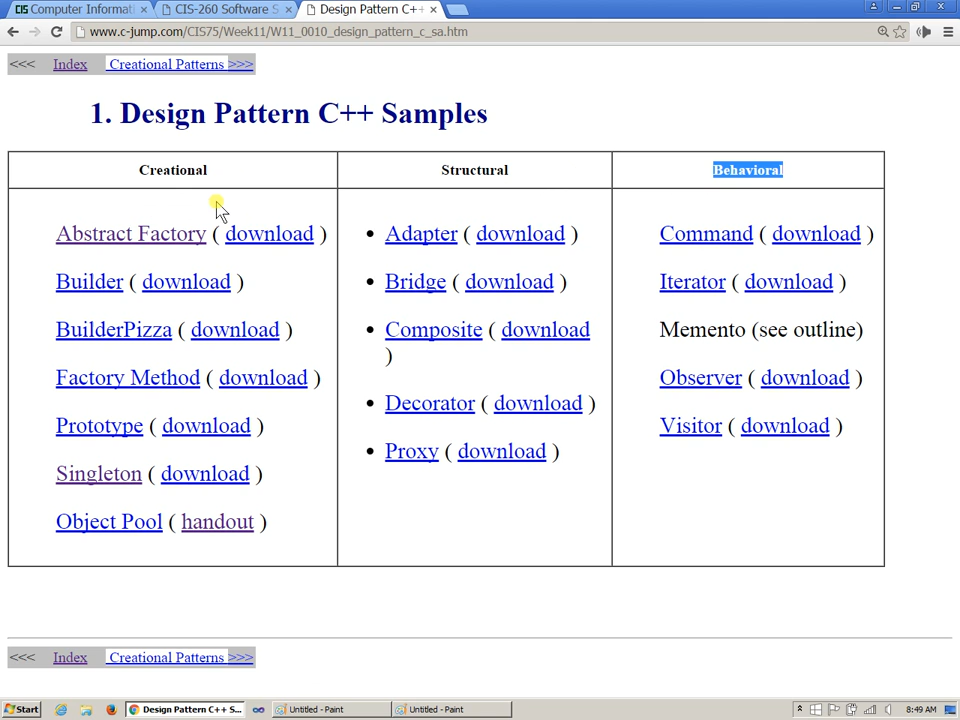 CIS Computer Informati ×
CIS-260 Software S ×
Design Pattern C++ ×
www.c-jump.com/CIS75/Week11/W11_0010_design_pattern_c_sa.htm
<<< Index Creational Patterns >>>
1. Design Pattern C++ Samples
Creational
Structural
Behavioral
Abstract Factory ( download )
Builder ( download )
BuilderPizza ( download )
Factory Method ( download )
Prototype ( download )
Singleton ( download )
Object Pool ( handout )
• Adapter ( download )
• Bridge ( download )
• Composite ( download
)
• Decorator ( download )
• Proxy ( download )
Command ( download )
Iterator ( download )
Memento (see outline)
Observer ( download )
Visitor ( download )
<<< Index Creational Patterns >>>
Start
Design Pattern C++ S...
Untitled - Paint
Untitled - Paint
8:49 AM